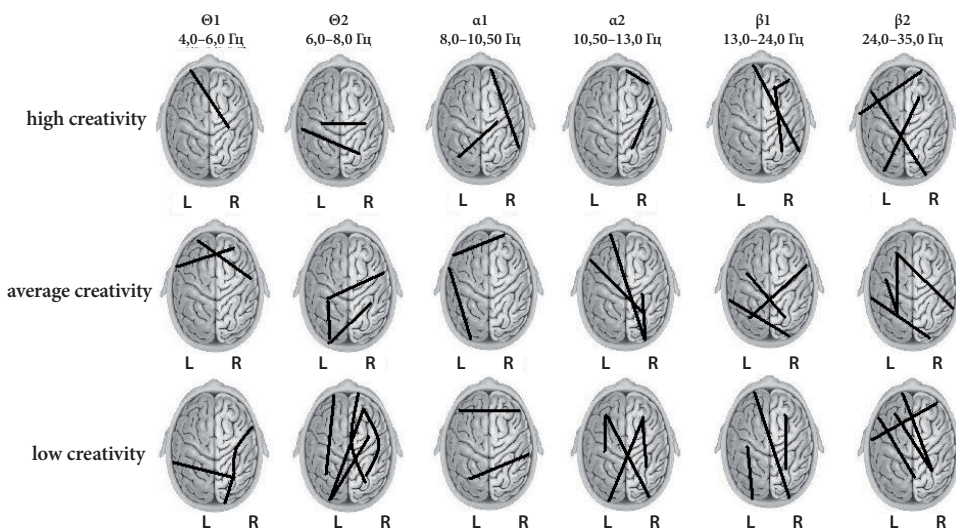 Θ1 Θ2 α1 α2 β1 β2
4,0–6,0 Гц 6,0–8,0 Гц 8,0–10,50 Гц 10,50–13,0 Гц 13,0–24,0 Гц 24,0–35,0 Гц
high creativity
L R L R L R L R L R L R
average creativity
L R L R L R L R L R L R
low creativity
L R L R L R L R L R L R